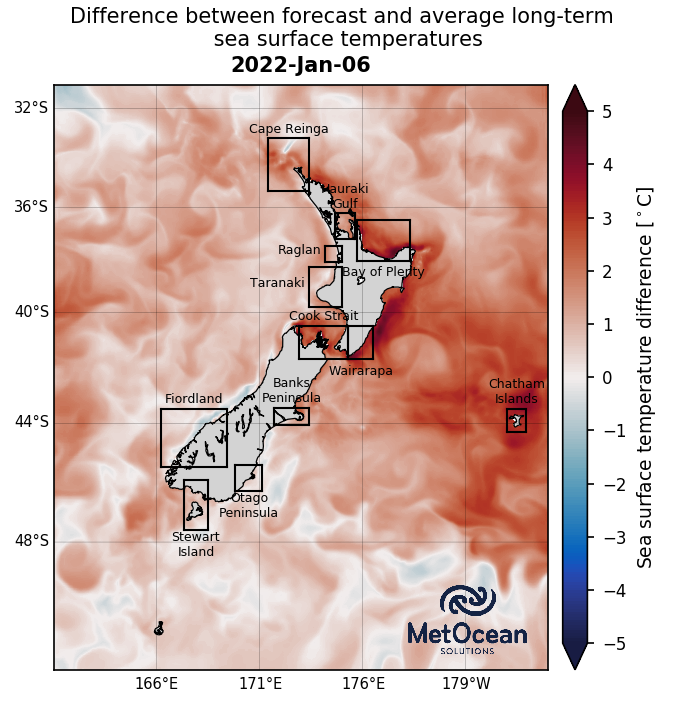 Difference between forecast and average long-term
sea surface temperatures
2022-Jan-06
32°S
36°S
40°S
44°S
48°S
Cape Reinga
Hauraki
Gulf
Raglan
Bay of Plenty
Taranaki
Cook Strait
Wairarapa
Banks
Peninsula
Fiordland
Chatham
Islands
Otago
Peninsula
Stewart
Island
MetOcean
SOLUTIONS
166°E
171°E
176°E
179°W
5
4
3
2
1
0
−1
−2
−3
−4
−5
Sea surface temperature difference [°C]